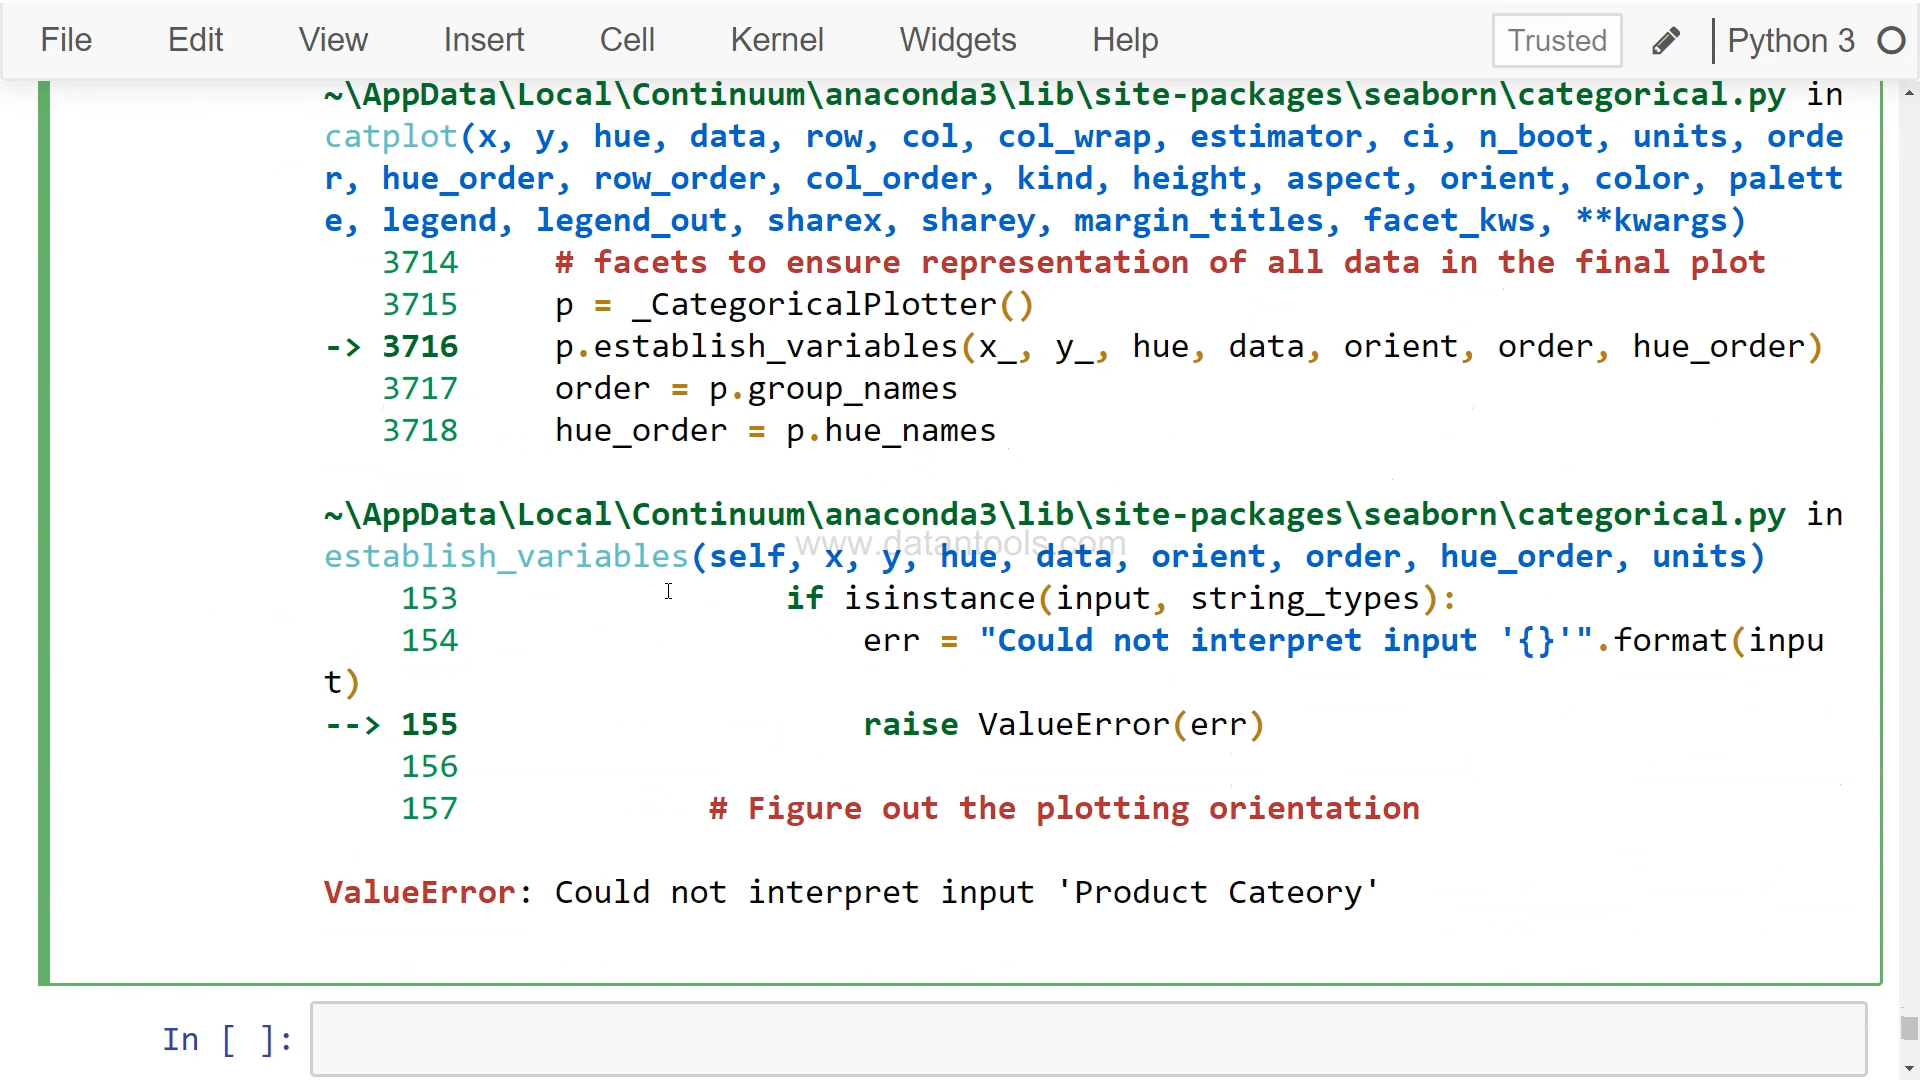 File Edit View Insert Cell Kernel Widgets Help Trusted Python 3
~\AppData\Local\Continuum\anaconda3\lib\site-packages\seaborn\categorical.py in
catplot(x, y, hue, data, row, col, col_wrap, estimator, ci, n_boot, units, orde
r, hue_order, row_order, col_order, kind, height, aspect, orient, color, palett
e, legend, legend_out, sharex, sharey, margin_titles, facet_kws, **kwargs)
3714 # facets to ensure representation of all data in the final plot
3715 p = _CategoricalPlotter()
-> 3716 p.establish_variables(x_, y_, hue, data, orient, order, hue_order)
3717 order = p.group_names
3718 hue_order = p.hue_names
~\AppData\Local\Continuum\anaconda3\lib\site-packages\seaborn\categorical.py in
www.datantools.com
establish_variables(self, x, y, hue, data, orient, order, hue_order, units)
153 if isinstance(input, string_types):
154 err = "Could not interpret input '{}'".format(inpu
t)
--> 155 raise ValueError(err)
156
157 # Figure out the plotting orientation
ValueError: Could not interpret input 'Product Cateory'
In [ ]: